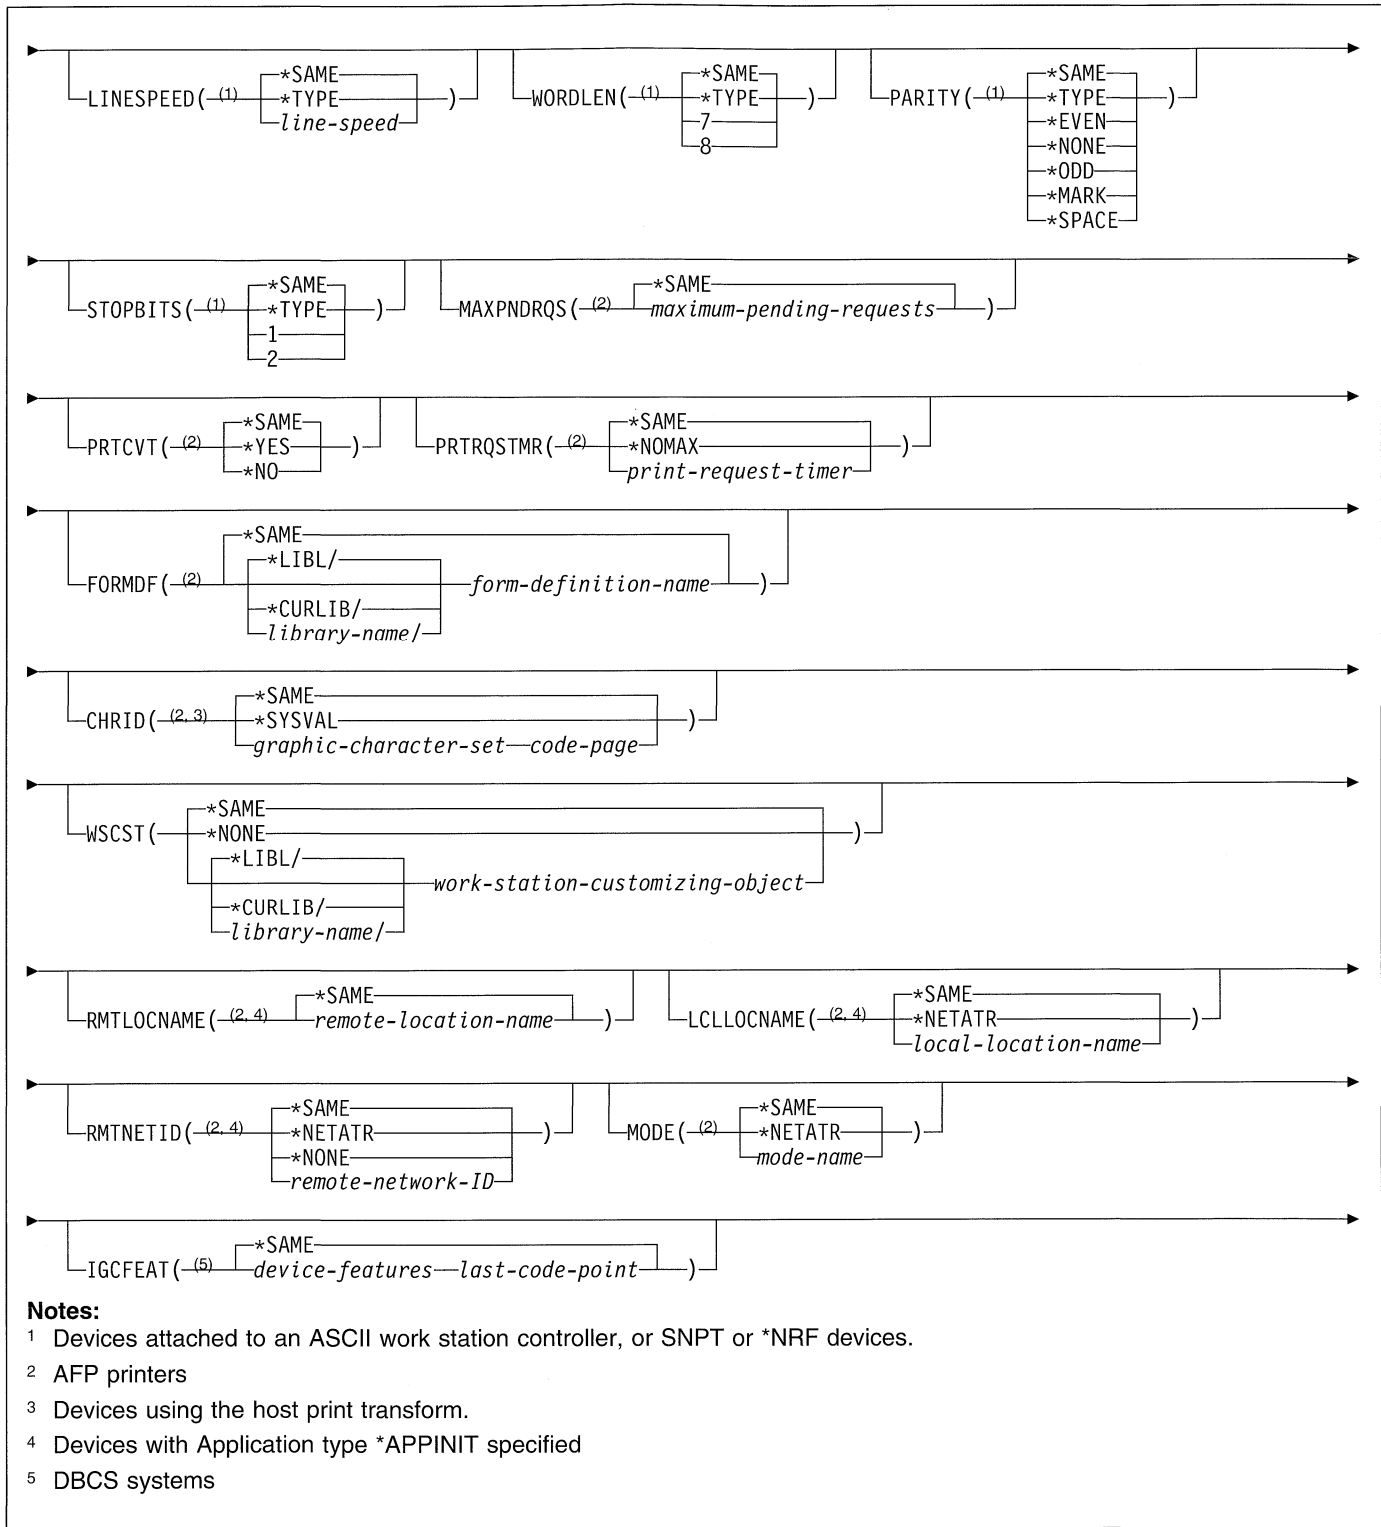 *SAME *SAME *SAME
LINESPEED( (1) *TYPE ) WORDLEN( (1) *TYPE ) PARITY( (1) *TYPE )
line-speed 7 *EVEN
8 *NONE
*ODD
*MARK
*SPACE
*SAME *SAME
STOPBITS( (1) *TYPE ) MAXPNDRQS( (2) maximum-pending-requests )
1
2
*SAME *SAME
PRTCVT( (2) *YES ) PRTRQSTMR( (2) *NOMAX )
*NO print-request-timer
*SAME
*LIBL/
FORMDF( (2) form-definition-name )
*CURLIB/
library-name/
*SAME
CHRID( (2, 3) *SYSVAL )
graphic-character-set code-page
*SAME
WSCST( *NONE )
*LIBL/
work-station-customizing-object
*CURLIB/
library-name/
*SAME *SAME
RMTLOCNAME( (2, 4) remote-location-name ) LCLLOCNAME( (2, 4) *NETATR )
local-location-name
*SAME *SAME
RMTNETID( (2, 4) *NETATR ) MODE( (2) *NETATR )
*NONE mode-name
remote-network-ID
*SAME
IGCFEAT( (5) device-features last-code-point )
Notes:
1 Devices attached to an ASCII work station controller, or SNPT or *NRF devices.
2 AFP printers
3 Devices using the host print transform.
4 Devices with Application type *APPINIT specified
5 DBCS systems